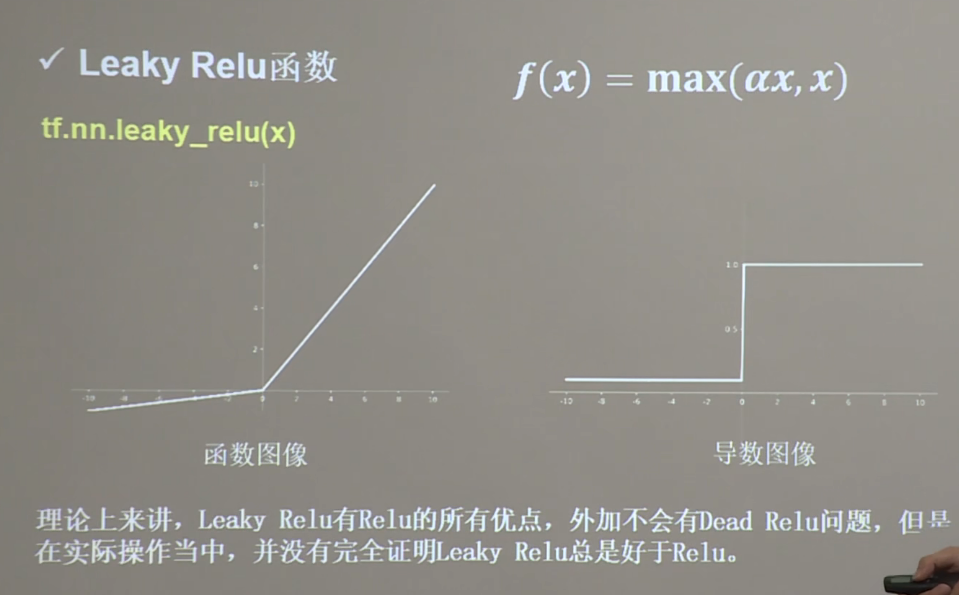 ✓ Leaky Relu函数
f(x) = max(αx, x)
tf.nn.leaky_relu(x)
10
8
6
4
2
-10 -8 -6 -4 -2 0 2 4 6 8 10
函数图像
1.0
0.5
-10 -8 -6 -4 -2 0 2 4 6 8 10
导数图像
理论上来讲，Leaky Relu有Relu的所有优点，外加不会有Dead Relu问题，但是
在实际操作当中，并没有完全证明Leaky Relu总是好于Relu。